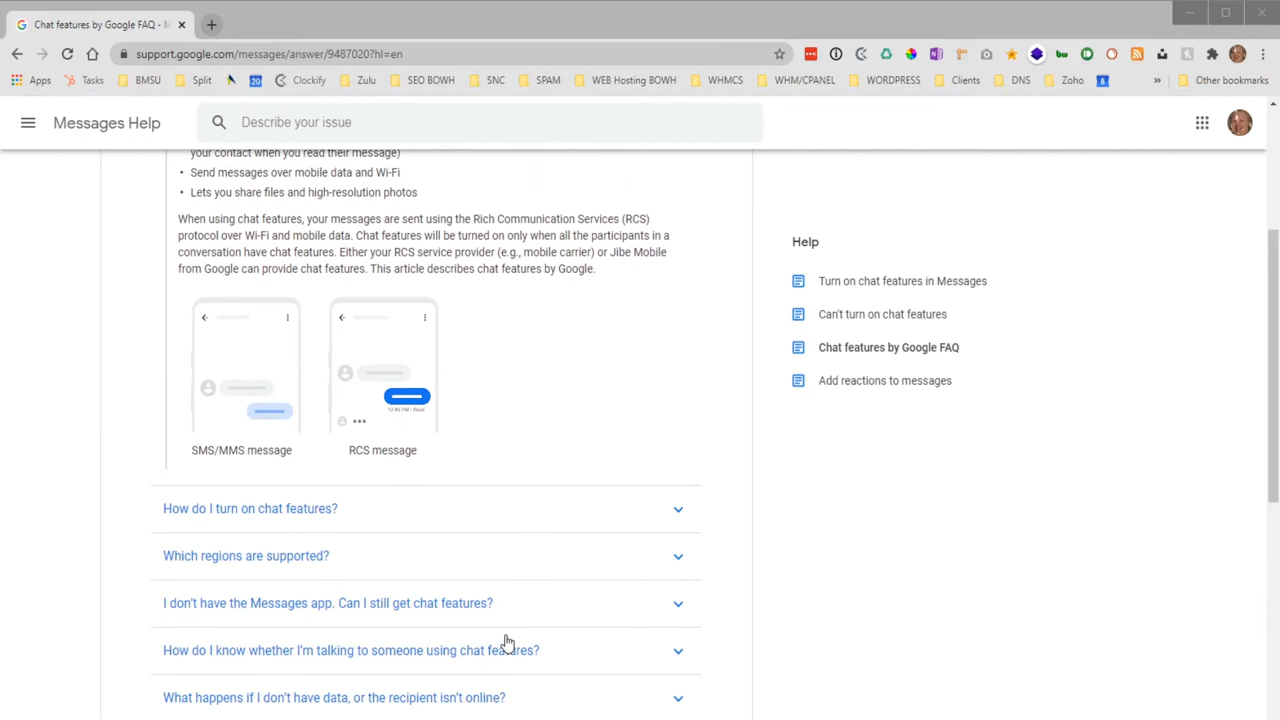 Chat features by Google FAQ - M
support.google.com/messages/answer/9487020?hl=en
Apps Tasks BMSU Split 20 Clockify Zulu SEO BOWH SNC SPAM WEB Hosting BOWH WHMCS WHM/CPANEL WORDPRESS Clients DNS Zoho B » Other bookmarks
Messages Help
Describe your issue
your contact when you read their message)
• Send messages over mobile data and Wi-Fi
• Lets you share files and high-resolution photos
When using chat features, your messages are sent using the Rich Communication Services (RCS)
protocol over Wi-Fi and mobile data. Chat features will be turned on only when all the participants in a
conversation have chat features. Either your RCS service provider (e.g., mobile carrier) or Jibe Mobile
from Google can provide chat features. This article describes chat features by Google.
12:45 PM • Read
SMS/MMS message
RCS message
How do I turn on chat features?
Which regions are supported?
I don't have the Messages app. Can I still get chat features?
How do I know whether I'm talking to someone using chat features?
What happens if I don't have data, or the recipient isn't online?
Help
Turn on chat features in Messages
Can't turn on chat features
Chat features by Google FAQ
Add reactions to messages